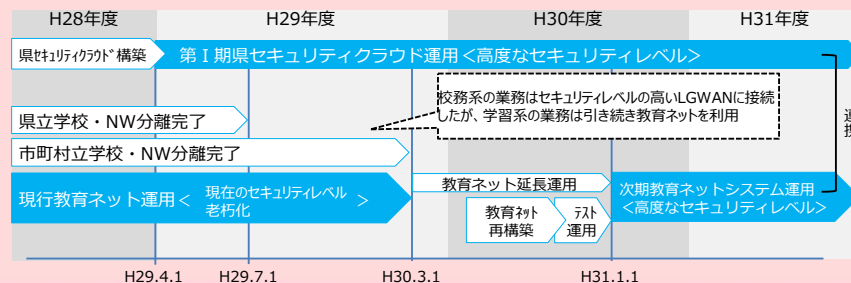 H28年度
H29年度
H30年度
H31年度
県ｾｷｭﾘﾃｨｸﾗｳﾄﾞ構築
第Ⅰ期県セキュリティクラウド運用＜高度なセキュリティレベル＞
校務系の業務はセキュリティレベルの高いLGWANに接続
したが、学習系の業務は引き続き教育ネットを利用
県立学校・NW分離完了
市町村立学校・NW分離完了
現行教育ネット運用＜
現在のセキュリティレベル
老朽化
＞
教育ネット延長運用
教育ﾈｯﾄ
再構築
ﾃｽﾄ
運用
次期教育ネットシステム運用
＜高度なセキュリティレベル＞
H29.4.1
H29.7.1
H30.3.1
H31.1.1